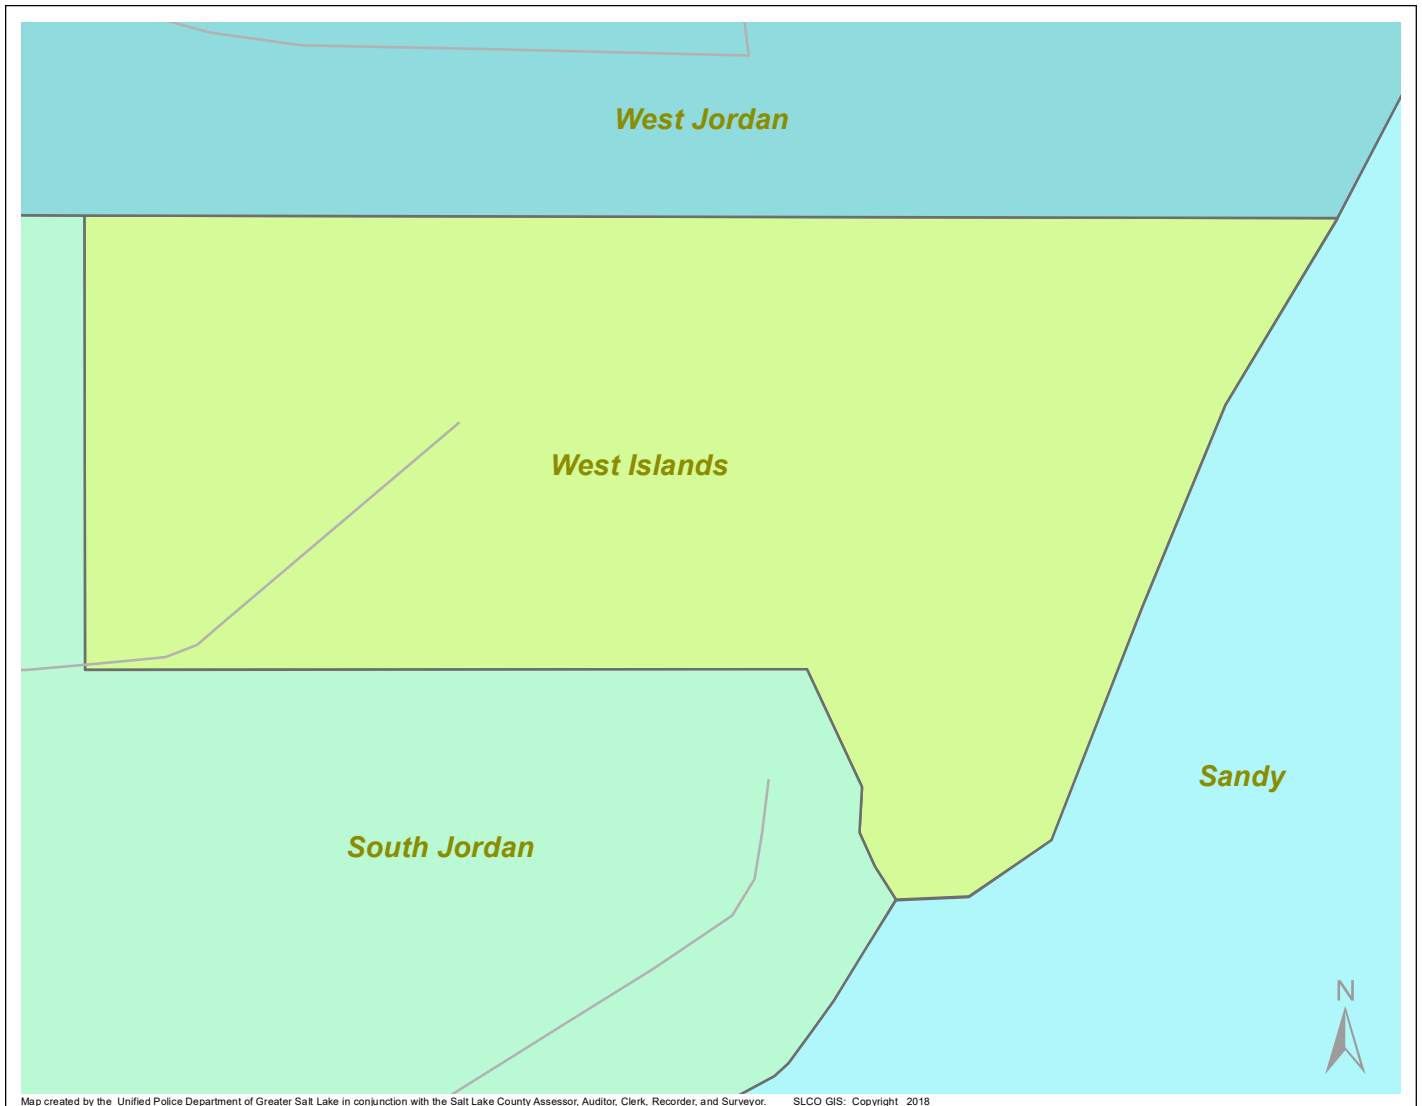 West Jordan
West Islands
Sandy
South Jordan
N
Map created by the Unified Police Department of Greater Salt Lake in conjunction with the Salt Lake County Assessor, Auditor, Clerk, Recorder, and Surveyor. SLCO GIS: Copyright 2018